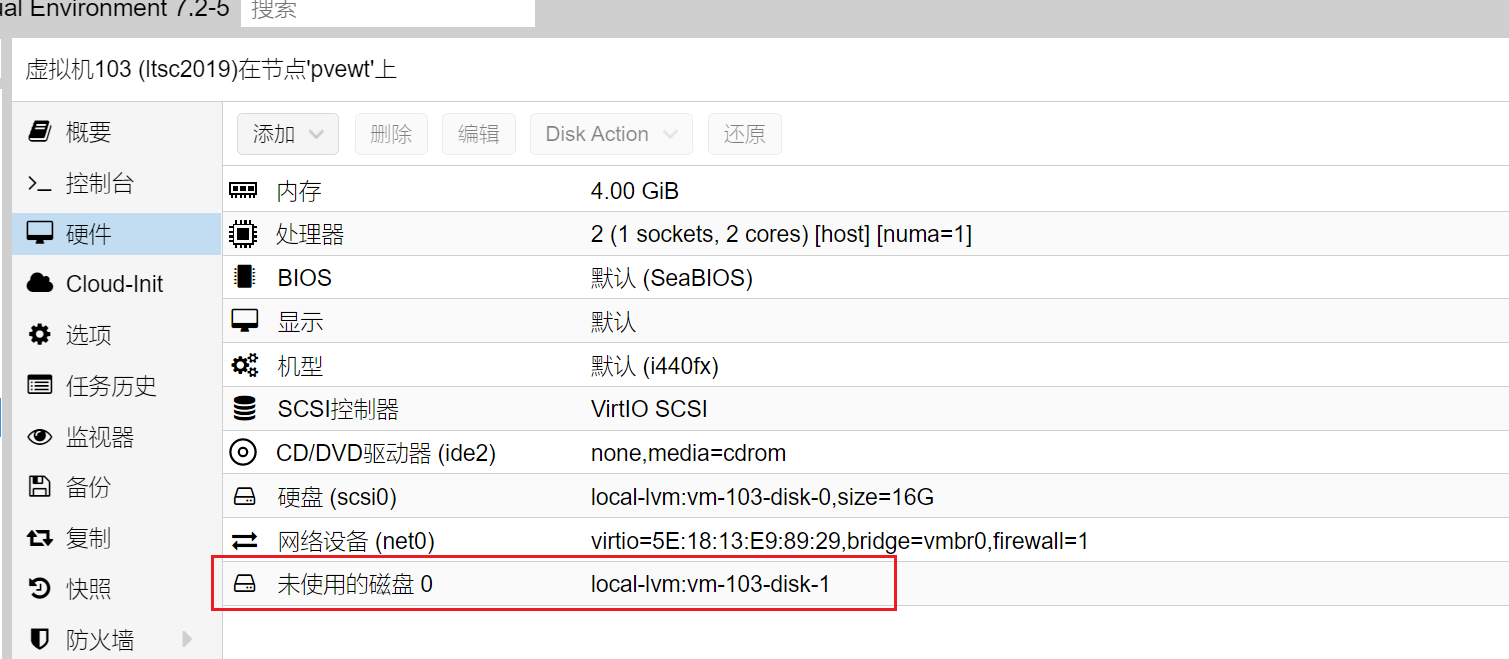 ual Environment 7.2-5 搜索
虚拟机103 (ltsc2019)在节点'pvewt'上
概要
控制台
硬件
Cloud-Init
选项
任务历史
监视器
备份
复制
快照
防火墙
添加 删除 编辑 Disk Action 还原
内存 4.00 GiB
处理器 2 (1 sockets, 2 cores) [host] [numa=1]
BIOS 默认 (SeaBIOS)
显示 默认
机型 默认 (i440fx)
SCSI控制器 VirtIO SCSI
CD/DVD驱动器 (ide2) none,media=cdrom
硬盘 (scsi0) local-lvm:vm-103-disk-0,size=16G
网络设备 (net0) virtio=5E:18:13:E9:89:29,bridge=vmbr0,firewall=1
未使用的磁盘 0 local-lvm:vm-103-disk-1